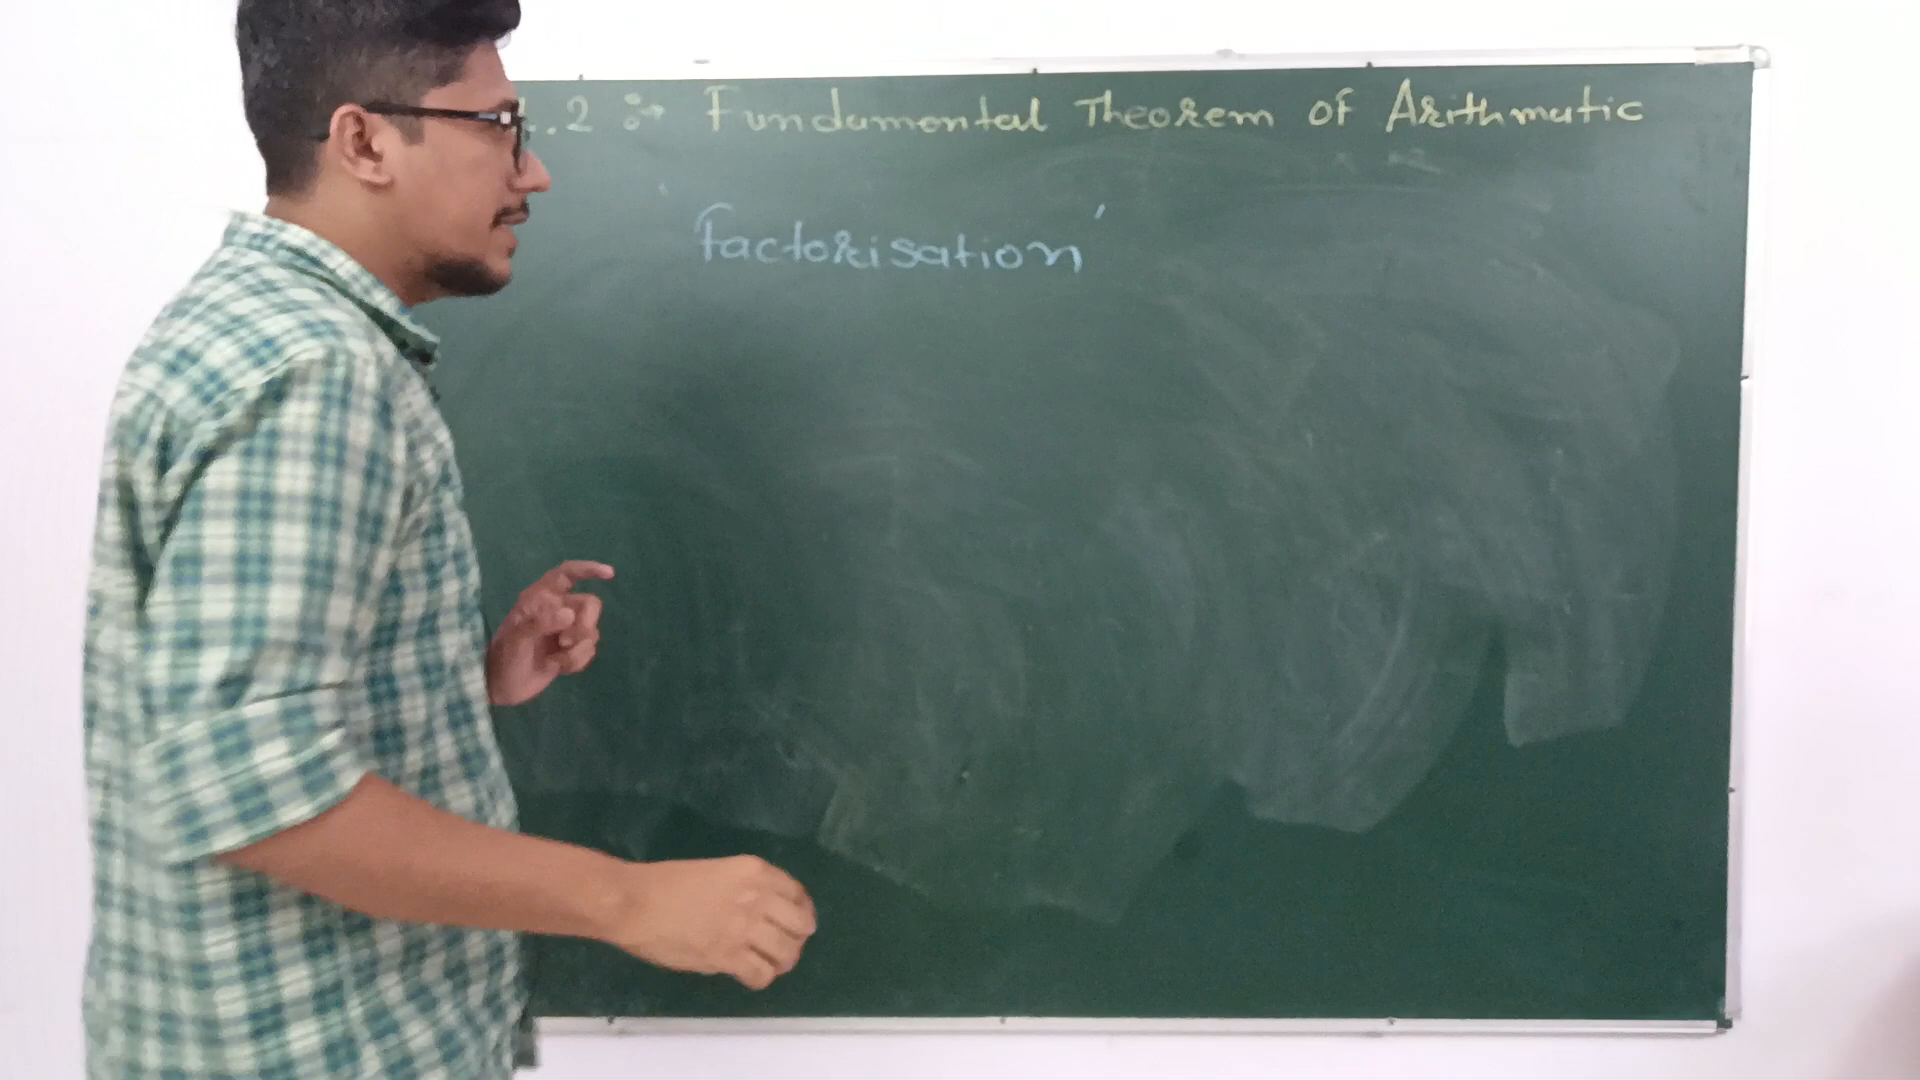 .2 :→ Fundamental Theorem of Arithmatic
'factorisation'